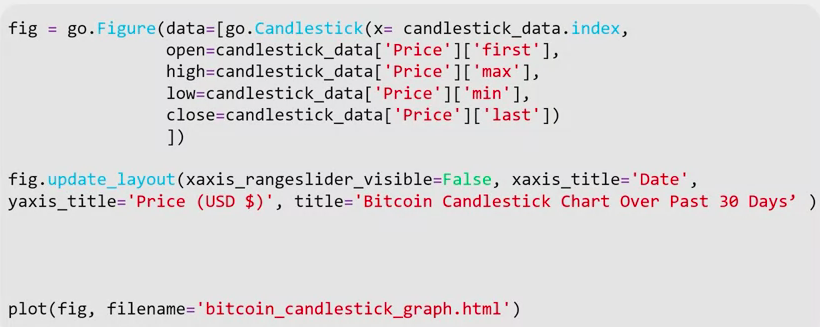 fig = go.Figure(data=[go.Candlestick(x= candlestick_data.index,
open=candlestick_data['Price']['first'],
high=candlestick_data['Price']['max'],
low=candlestick_data['Price']['min'],
close=candlestick_data['Price']['last'])
])
fig.update_layout(xaxis_rangeslider_visible=False, xaxis_title='Date',
yaxis_title='Price (USD $)', title='Bitcoin Candlestick Chart Over Past 30 Days’ )
plot(fig, filename='bitcoin_candlestick_graph.html')